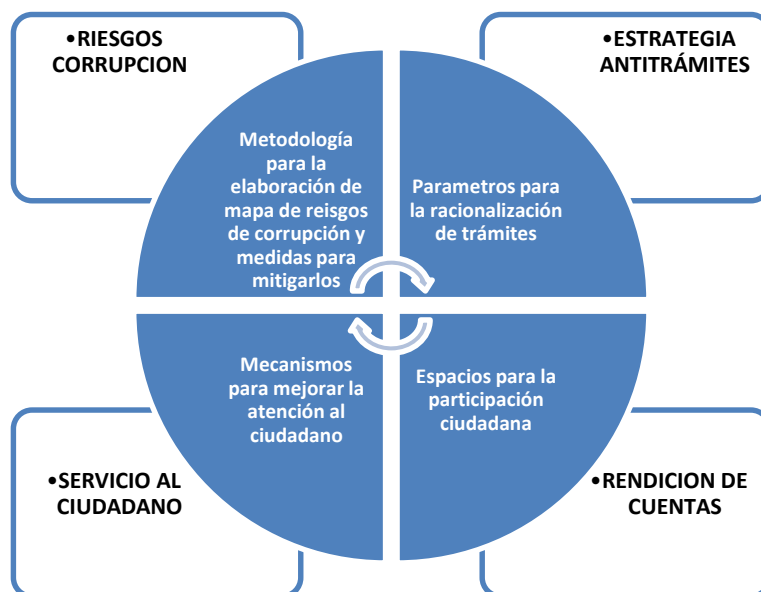 •RIESGOS
CORRUPCION
•ESTRATEGIA
ANTITRÁMITES
Metodología
para la
elaboración de
mapa de reisgos
de corrupción y
medidas para
mitigarlos
Parametros para
la racionalización
de trámites
Mecanismos
para mejorar la
atención al
ciudadano
Espacios para la
participación
ciudadana
•SERVICIO AL
CIUDADANO
•RENDICION DE
CUENTAS